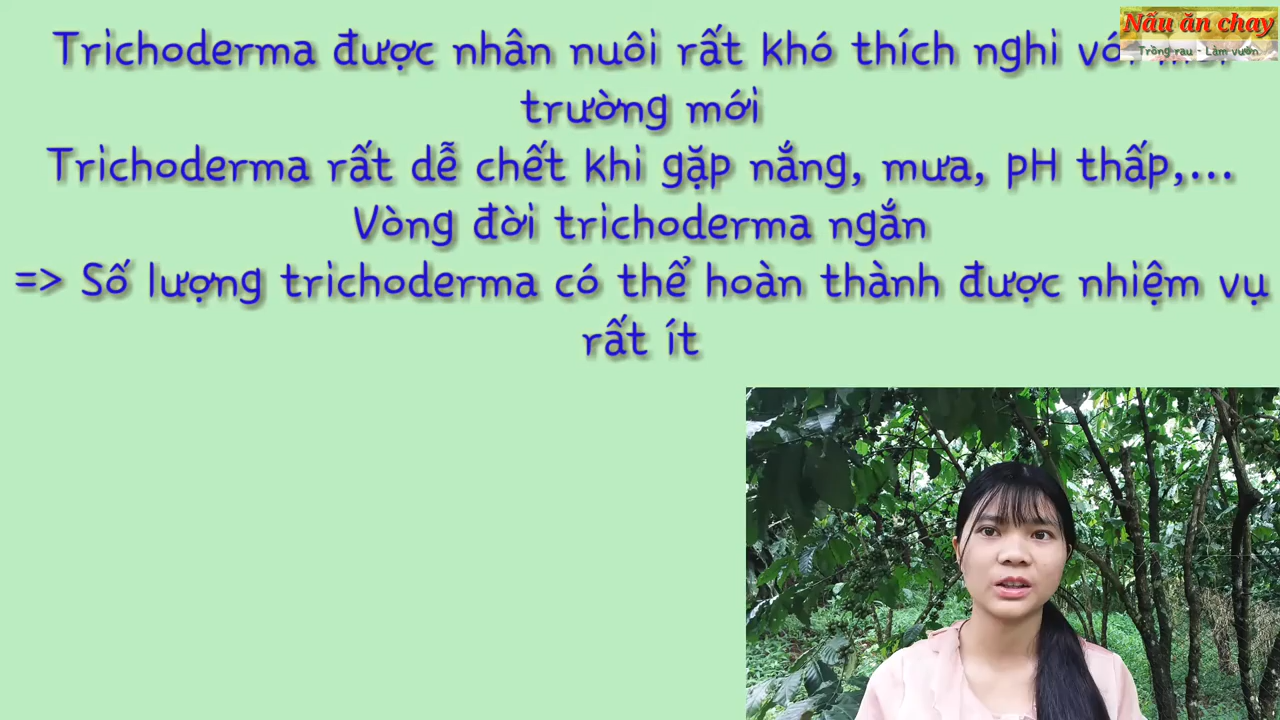 Nấu ăn chay
Trồng rau - Làm vườn
Trichoderma được nhân nuôi rất khó thích nghi với
trường mới
Trichoderma rất dễ chết khi gặp nắng, mưa, pH thấp,...
Vòng đời trichoderma ngắn
=> Số lượng trichoderma có thể hoàn thành được nhiệm vụ
rất ít